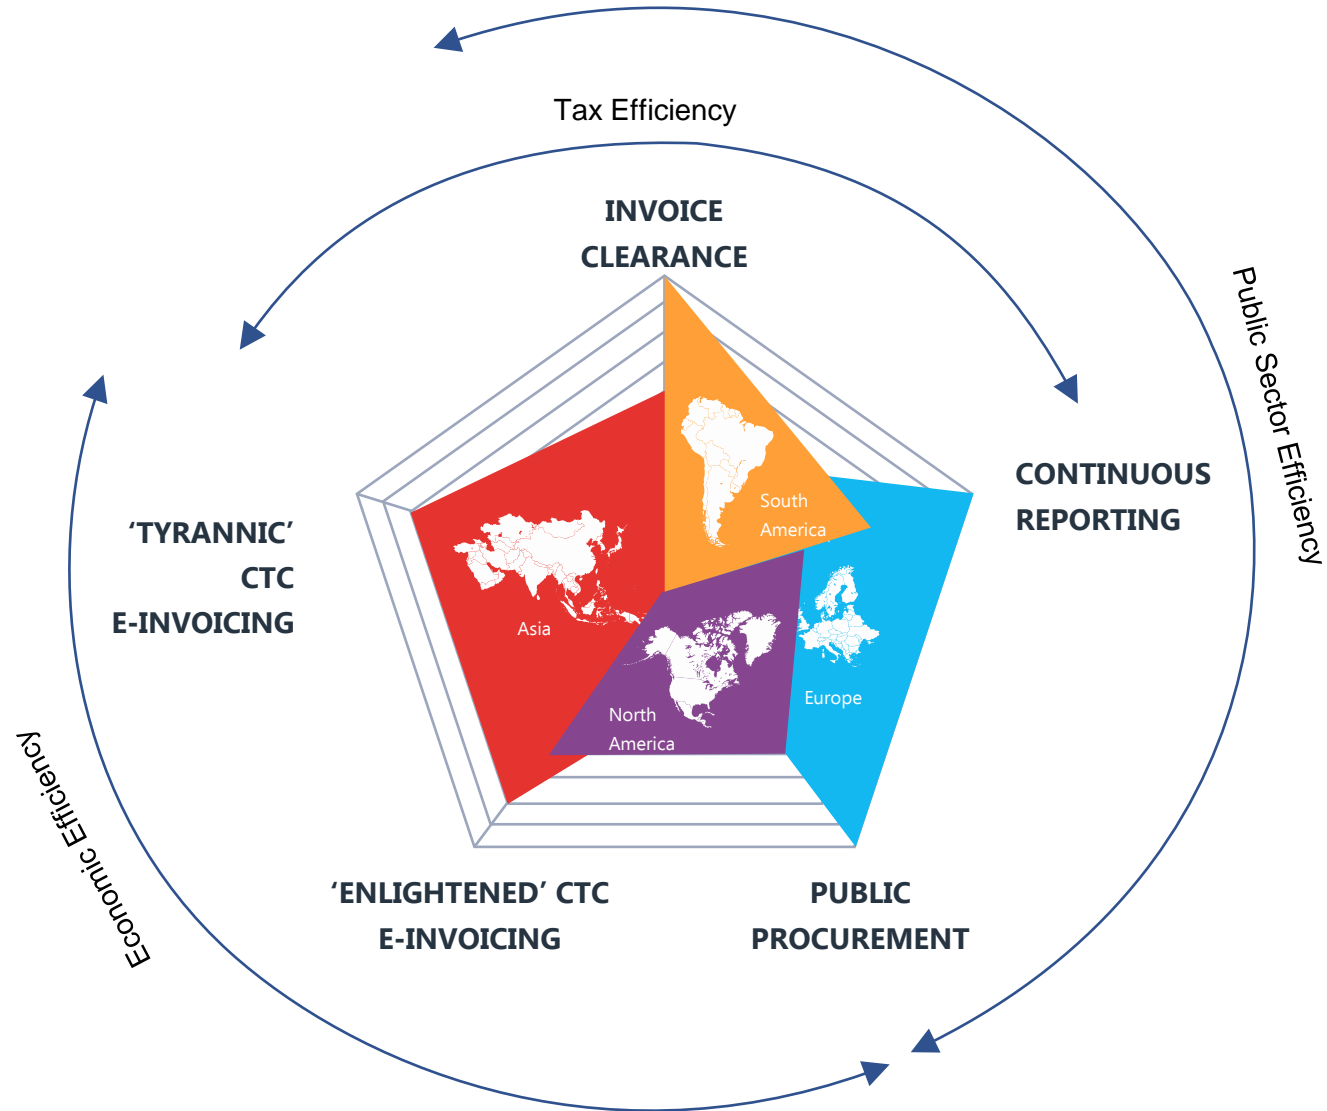 Tax Efficiency
INVOICE
CLEARANCE
Public Sector Efficiency
CONTINUOUS
REPORTING
South
America
‘TYRANNIC’
CTC
E-INVOICING
Asia
Europe
North
America
Economic Efficiency
‘ENLIGHTENED’ CTC
E-INVOICING
PUBLIC
PROCUREMENT